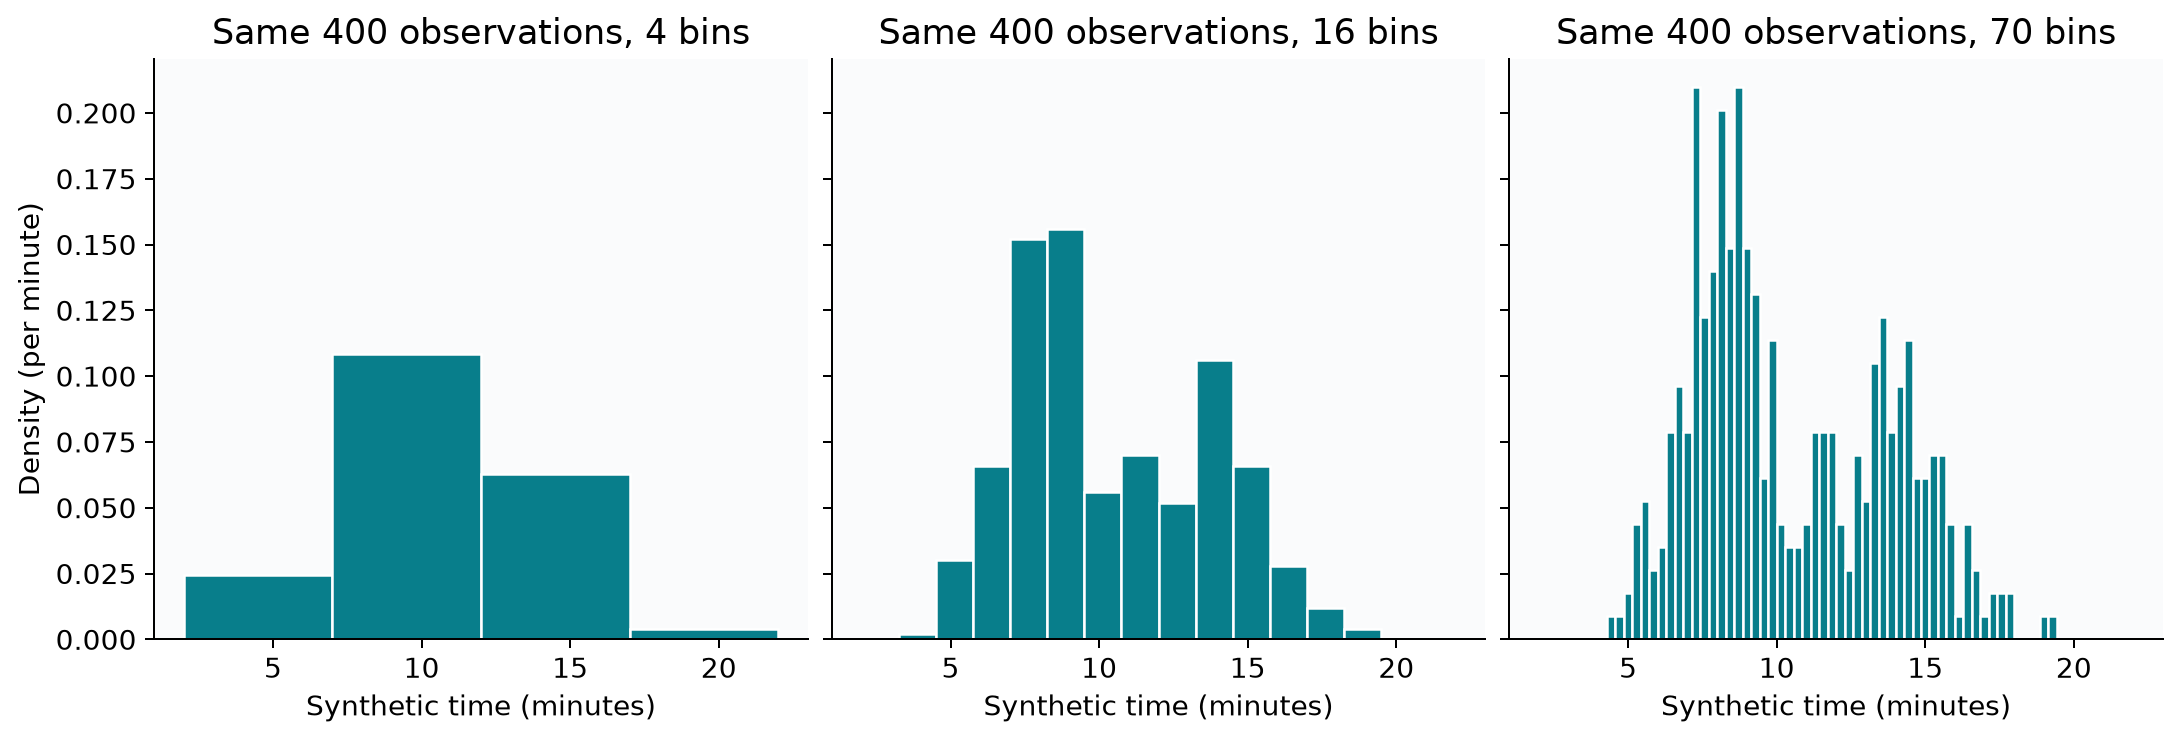 Same 400 observations, 4 bins
Same 400 observations, 16 bins
Same 400 observations, 70 bins
Density (per minute)
0.200
0.175
0.150
0.125
0.100
0.075
0.050
0.025
0.000
5 10 15 20
5 10 15 20
5 10 15 20
Synthetic time (minutes)
Synthetic time (minutes)
Synthetic time (minutes)